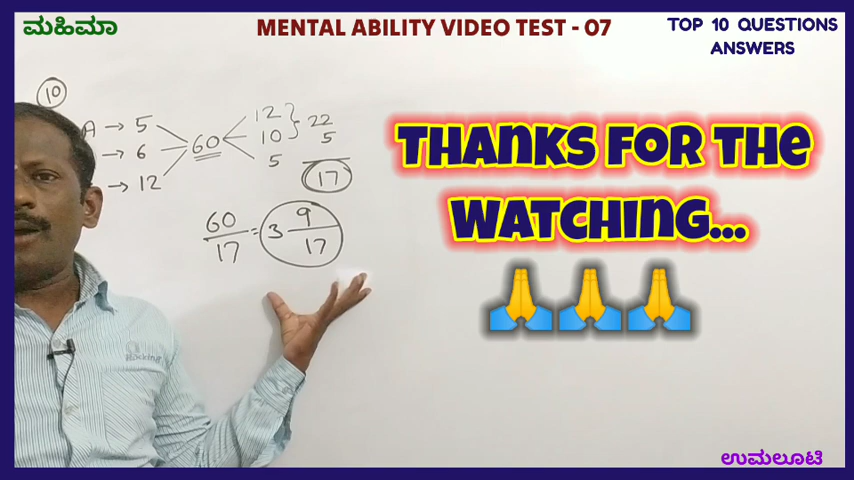 ಮಹಿಮಾ
MENTAL ABILITY VIDEO TEST - 07
TOP 10 QUESTIONS
ANSWERS
10
A → 5
→ 6
→ 12
60
12
10
5
22
5
17
60/17 = 3 9/17
THANKS FOR THE
WATCHING...
Rocking
ಉಮಲೂಟಿ